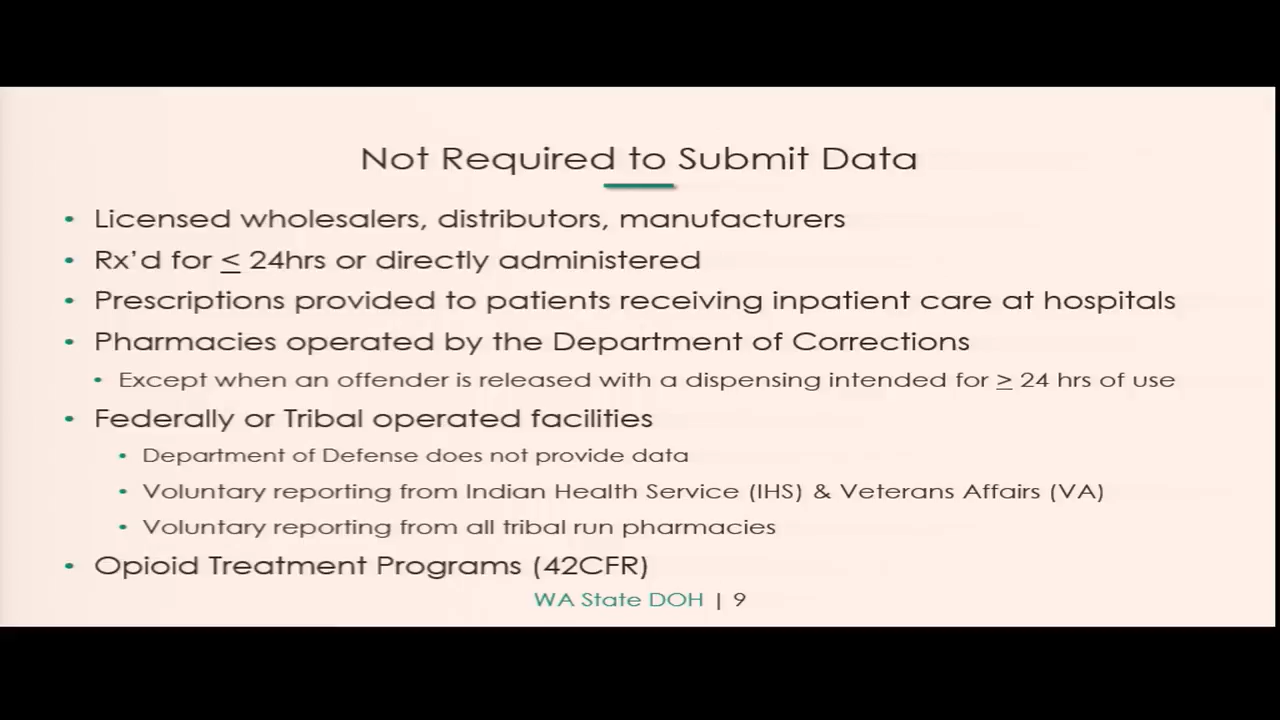 Not Required to Submit Data
• Licensed wholesalers, distributors, manufacturers
• Rx'd for ≤ 24hrs or directly administered
• Prescriptions provided to patients receiving inpatient care at hospitals
• Pharmacies operated by the Department of Corrections
• Except when an offender is released with a dispensing intended for ≥ 24 hrs of use
• Federally or Tribal operated facilities
• Department of Defense does not provide data
• Voluntary reporting from Indian Health Service (IHS) & Veterans Affairs (VA)
• Voluntary reporting from all tribal run pharmacies
• Opioid Treatment Programs (42CFR)
WA State DOH | 9